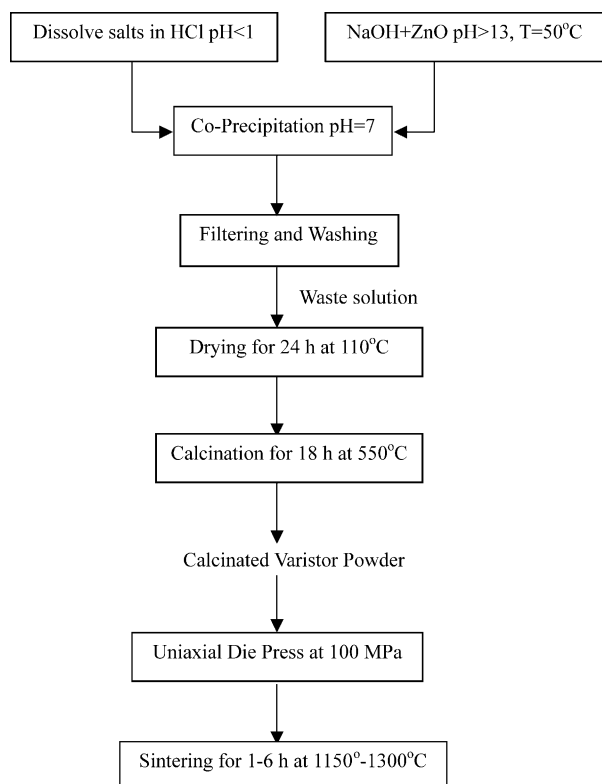 Dissolve salts in HCl pH<1
NaOH+ZnO pH>13, T=50°C
Co-Precipitation pH=7
Filtering and Washing
Waste solution
Drying for 24 h at 110°C
Calcination for 18 h at 550°C
Calcinated Varistor Powder
Uniaxial Die Press at 100 MPa
Sintering for 1-6 h at 1150°-1300°C